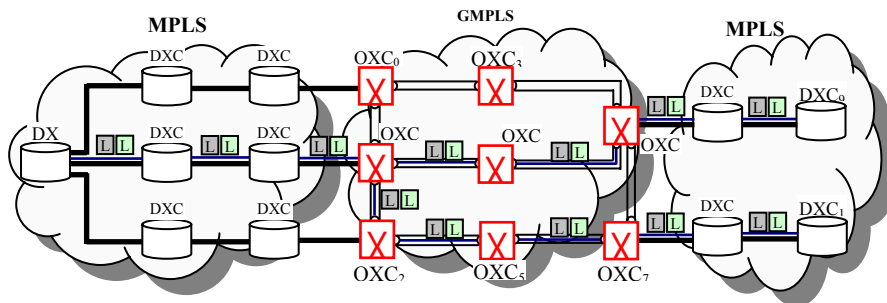 MPLS GMPLS MPLS
DXC DXC OXC0 OXC3
DXC DXC9
DX DXC DXC OXC OXC OXC
L L L L L L L L L L L L L L
L L
DXC DXC DXC DXC1
L L L L L L L L
OXC2 OXC5 OXC7